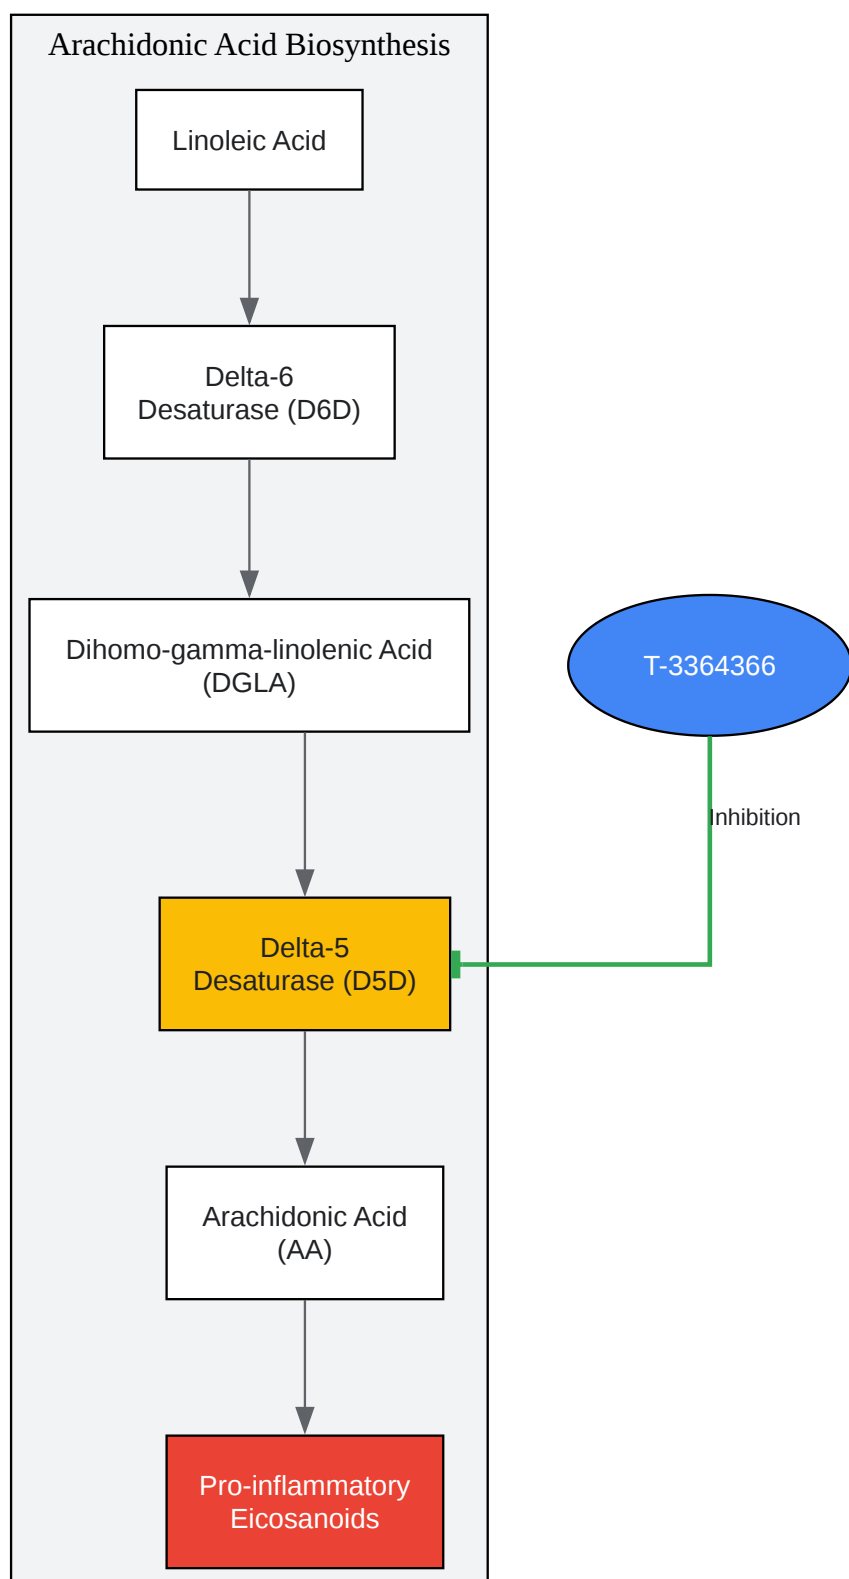 Arachidonic Acid Biosynthesis
Linoleic Acid
Delta-6
Desaturase (D6D)
Dihomo-gamma-linolenic Acid
(DGLA)
T-3364366
Inhibition
Delta-5
Desaturase (D5D)
Arachidonic Acid
(AA)
Pro-inflammatory
Eicosanoids